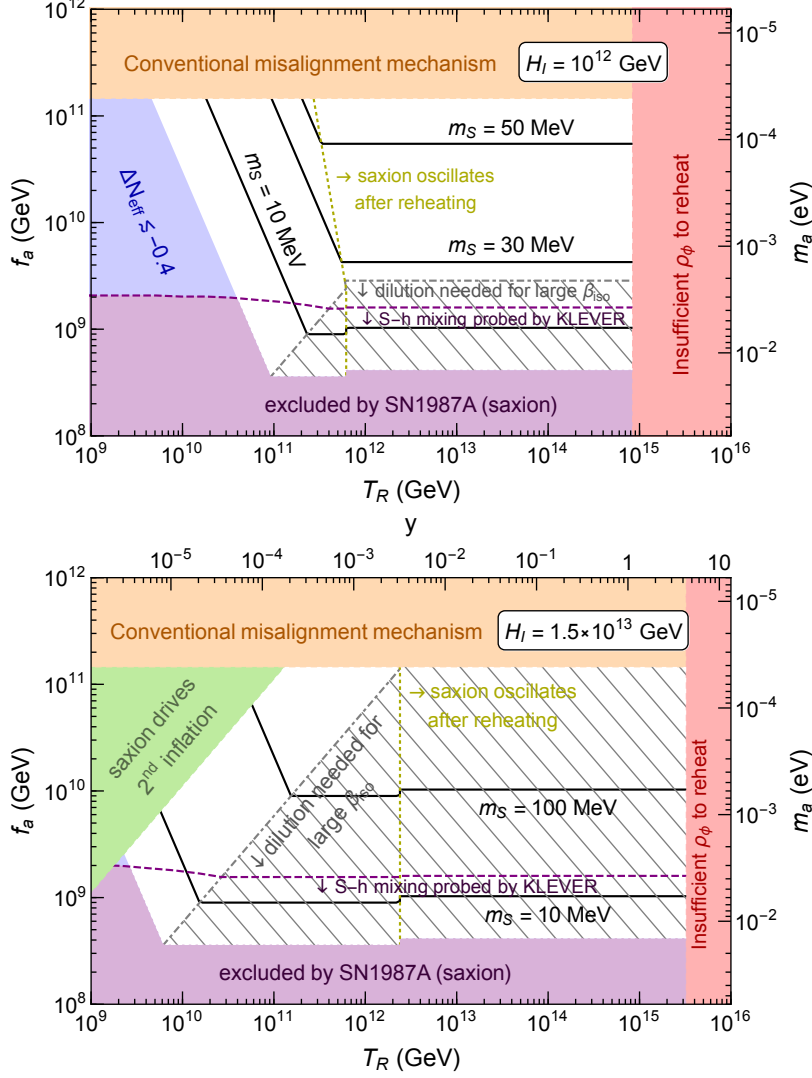 10¹²
10¹¹
10¹⁰
10⁹
10⁸
f_a (GeV)
Conventional misalignment mechanism
H_I = 10¹² GeV
m_S = 50 MeV
→ saxion oscillates
after reheating
m_S = 10 MeV
ΔN_eff ≲ -0.4
m_S = 30 MeV
↓ dilution needed for large β_iso
↓ S-h mixing probed by KLEVER
excluded by SN1987A (saxion)
Insufficient ρ_ϕ to reheat
10⁻⁵
10⁻⁴
10⁻³
10⁻²
m_a (eV)
10⁹ 10¹⁰ 10¹¹ 10¹² 10¹³ 10¹⁴ 10¹⁵ 10¹⁶
T_R (GeV)
y
10⁻⁵ 10⁻⁴ 10⁻³ 10⁻² 10⁻¹ 1 10
10¹²
10¹¹
10¹⁰
10⁹
10⁸
f_a (GeV)
Conventional misalignment mechanism
H_I = 1.5×10¹³ GeV
saxion drives
2nd inflation
→ saxion oscillates
after reheating
↓ dilution needed for
large β_iso
m_S = 100 MeV
↓ S-h mixing probed by KLEVER
m_S = 10 MeV
excluded by SN1987A (saxion)
Insufficient ρ_ϕ to reheat
10⁻⁵
10⁻⁴
10⁻³
10⁻²
m_a (eV)
10⁹ 10¹⁰ 10¹¹ 10¹² 10¹³ 10¹⁴ 10¹⁵ 10¹⁶
T_R (GeV)